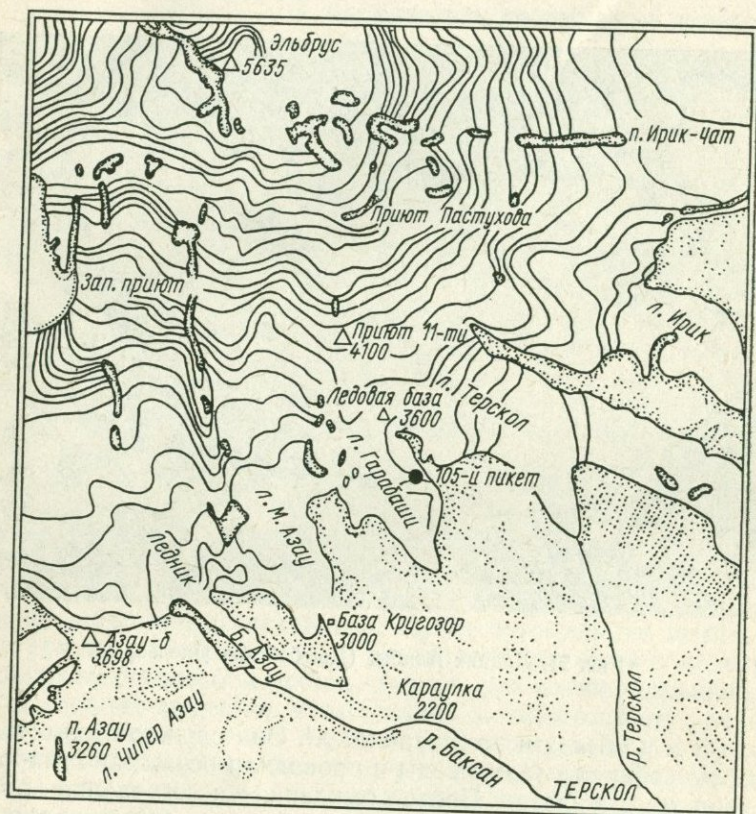 Эльбрус
5635
п. Ирик-Чат
Приют Пастухова
Зап. приют
Приют 11-ти
4100
л. Ирик
л. Терскол
Ледовая база
3600
л. Гарабаши
105-й пикет
л. М. Азау
Ледник
Б. Азау
База Кругозор
3000
Азау-б
3698
Караулка
2200
п. Азау
3260
л. Чипер Азау
р. Баксан
р. Терскол
ТЕРСКОЛ